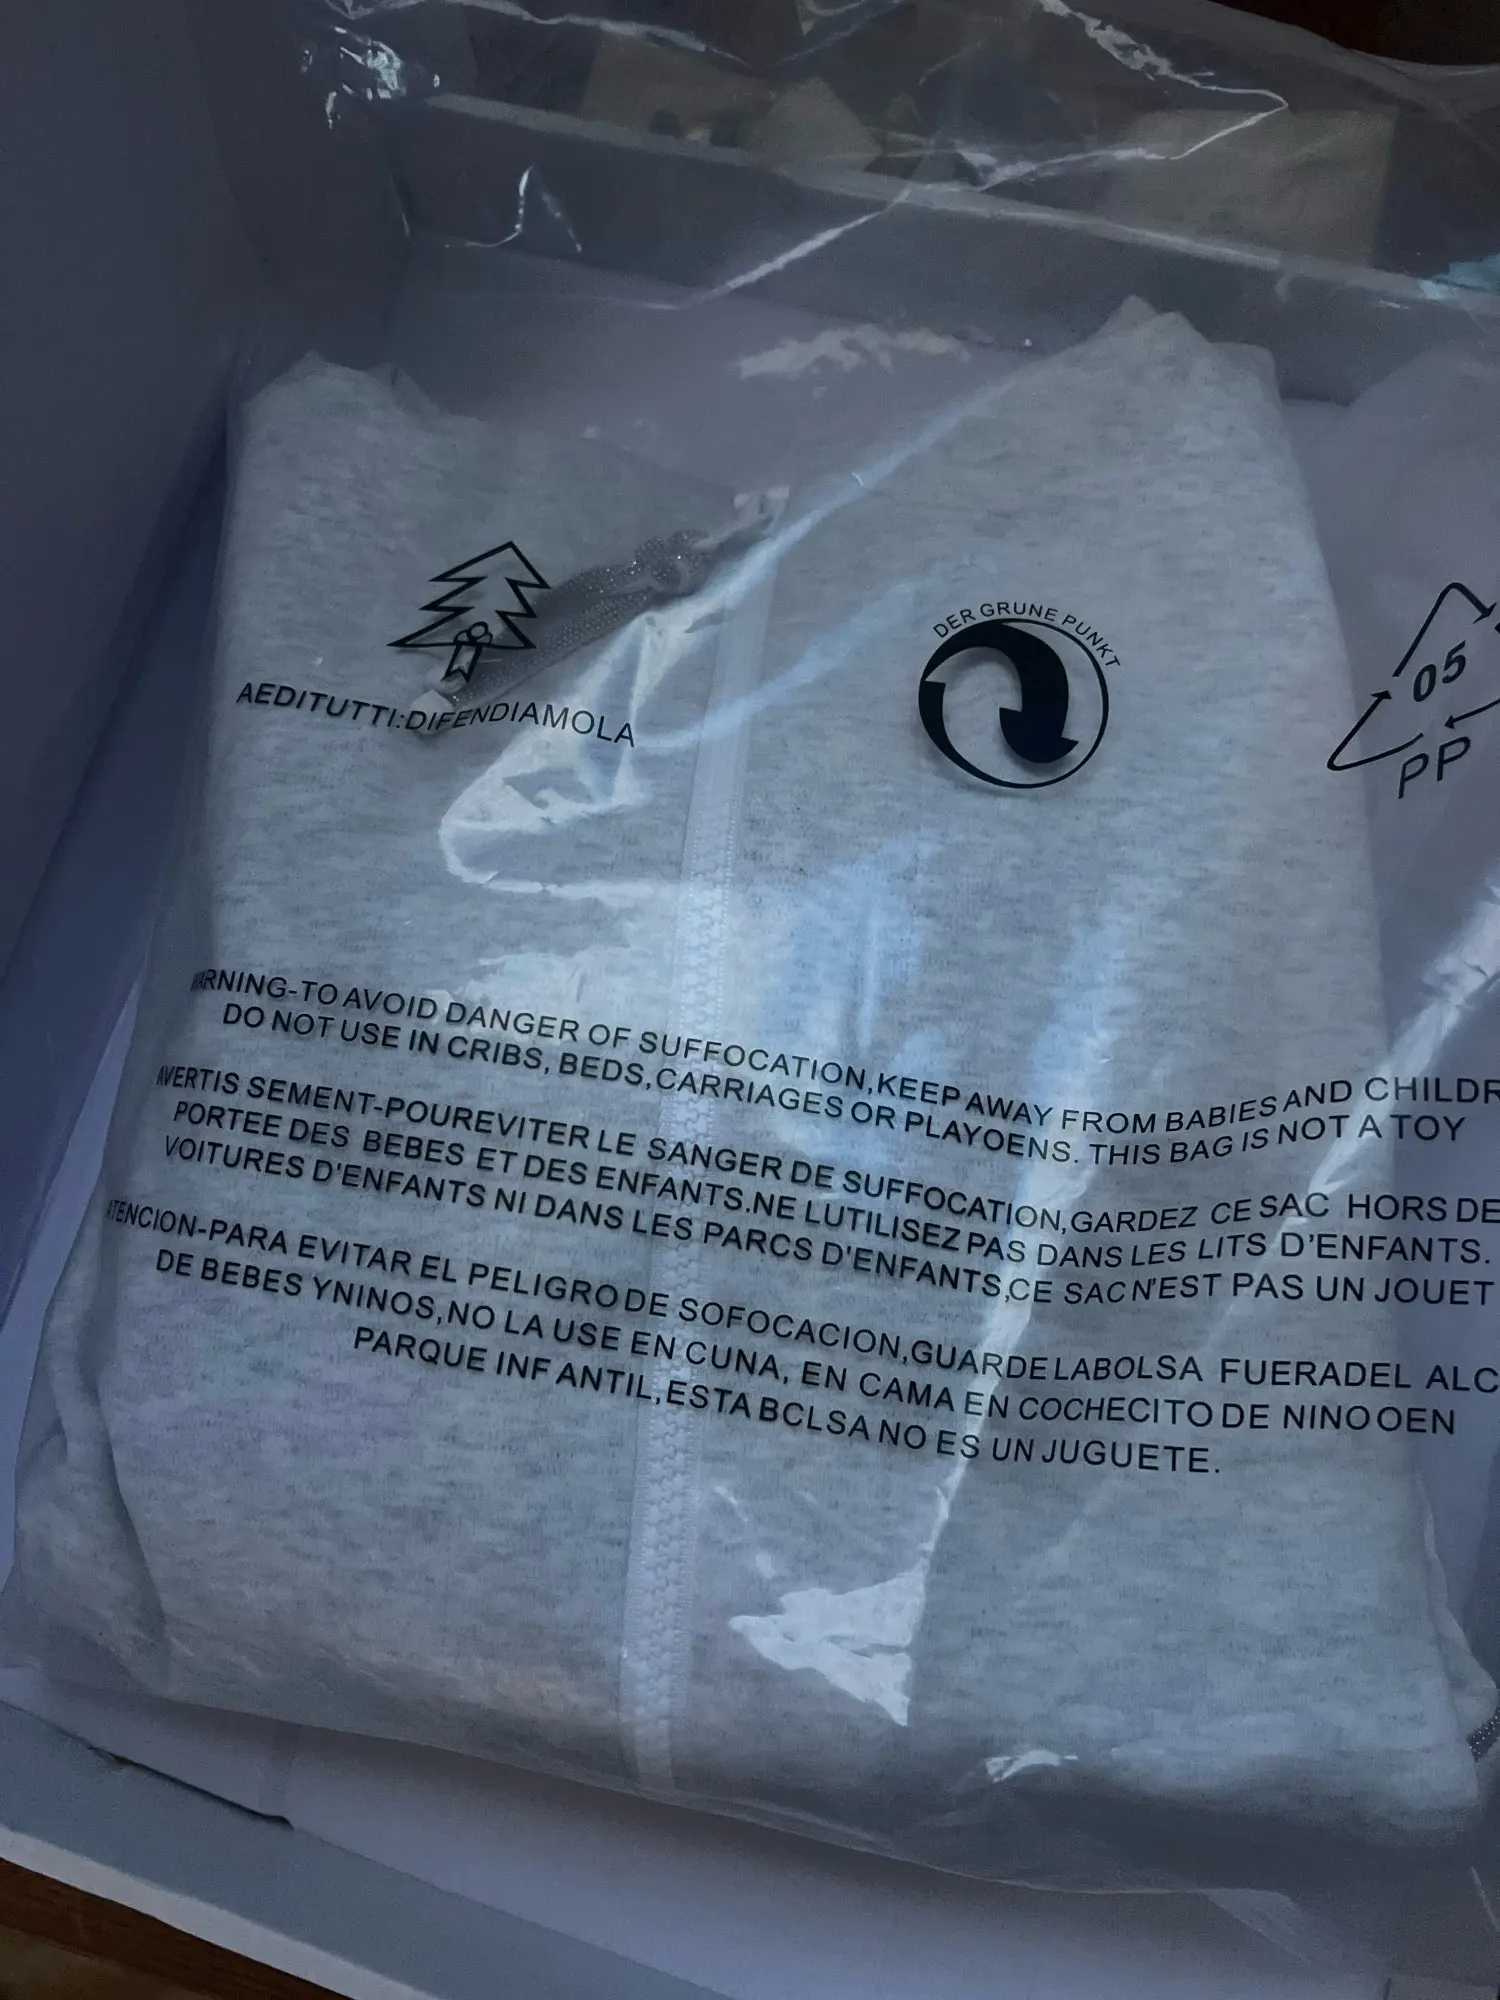 AEDITUTTI:DIFENDIAMOLA
DER GRUNE PUNKT
05
PP
WARNING-TO AVOID DANGER OF SUFFOCATION,KEEP AWAY FROM BABIES AND CHILDR
DO NOT USE IN CRIBS, BEDS,CARRIAGES OR PLAYOENS. THIS BAG IS NOT A TOY
AVERTIS SEMENT-POUREVITER LE SANGER DE SUFFOCATION,GARDEZ CE SAC HORS DE
PORTEE DES BEBES ET DES ENFANTS.NE LUTILISEZ PAS DANS LES LITS D'ENFANTS.
VOITURES D'ENFANTS NI DANS LES PARCS D'ENFANTS,CE SAC N'EST PAS UN JOUET
ATENCION-PARA EVITAR EL PELIGRO DE SOFOCACION,GUARDE LABOLSA FUERADEL ALC
DE BEBES YNINOS,NO LA USE EN CUNA, EN CAMA EN COCHECITO DE NINO OEN
PARQUE INF ANTIL,ESTA BCLSA NO ES UN JUGUETE.